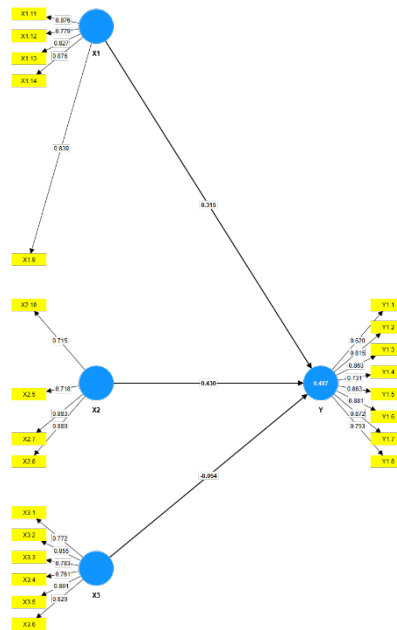 X1.11
X1.12
X1.13
X1.14
0.876
0.779
0.827
0.875
X1
0.839
X1.9
0.315
X2.10
0.715
X2.5
0.718
X2.7
0.883
X2.8
0.883
X2
0.430
0.487
Y
Y1.1
Y1.2
Y1.3
Y1.4
Y1.5
Y1.6
Y1.7
Y1.8
0.620
0.815
0.863
0.731
0.863
0.881
0.872
0.753
-0.054
X3.1
X3.2
X3.3
X3.4
X3.5
X3.6
0.772
0.855
0.783
0.761
0.801
0.829
X3